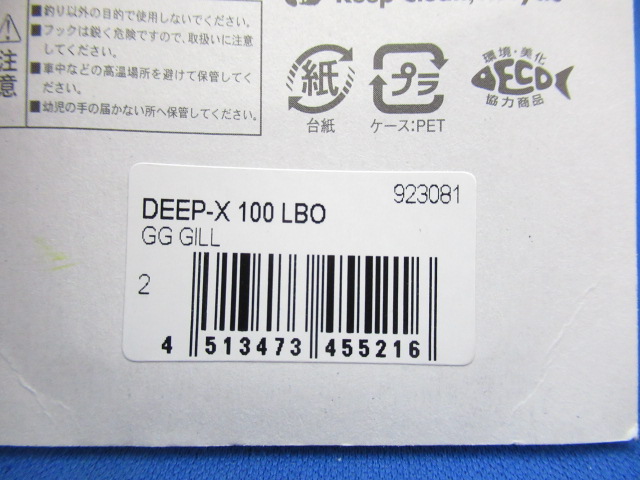 ■釣り以外の目的で使用しないでください。
■フックは鋭く危険ですので、取扱いに注意
してください。
■車中などの高温場所を避けて保管してく
ださい。
■幼児の手の届かない所へ保管してください。
注意
紙
台紙
プラ
ケース:PET
環境・美化
ECO
協力商品
923081
DEEP-X 100 LBO
GG GILL
2
4 513473 455216